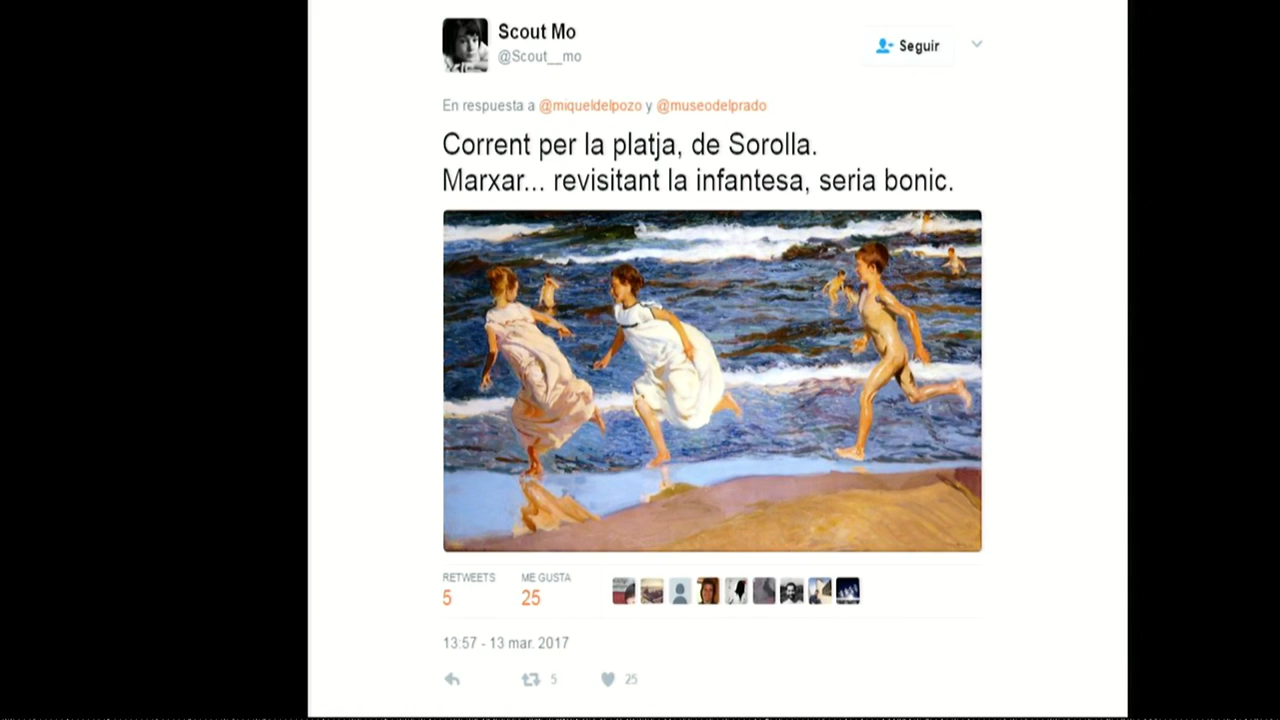 Scout Mo
@Scout__mo
Seguir
En respuesta a @miqueldelpozo y @museodelprado
Corrent per la platja, de Sorolla.
Marxar... revisitant la infantesa, seria bonic.
RETWEETS
ME GUSTA
5
25
13:57 - 13 mar. 2017
5
25